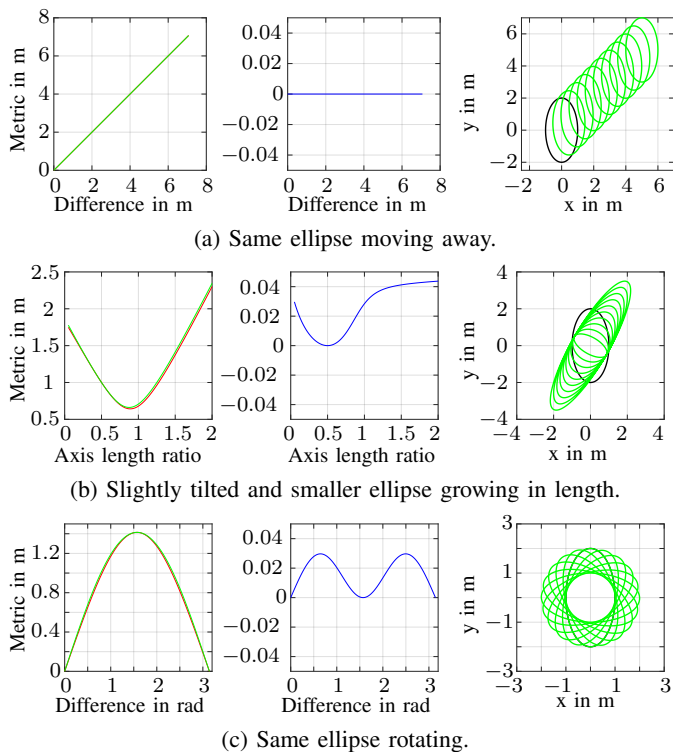 8
6
4
2
0
Metric in m
0 2 4 6 8
Difference in m
0.04
0.02
0
−0.02
−0.04
0 2 4 6 8
Difference in m
6
4
2
0
−2
y in m
−2 0 2 4 6
x in m
(a) Same ellipse moving away.
2.5
2
1.5
1
0.5
Metric in m
0 0.5 1 1.5 2
Axis length ratio
0.04
0.02
0
−0.02
−0.04
0 0.5 1 1.5 2
Axis length ratio
4
2
0
−2
−4
y in m
−4 −2 0 2 4
x in m
(b) Slightly tilted and smaller ellipse growing in length.
1.2
0.8
0.4
0
Metric in m
0 1 2 3
Difference in rad
0.04
0.02
0
−0.02
−0.04
0 1 2 3
Difference in rad
3
1
−1
−3
y in m
−3 −1 1 3
x in m
(c) Same ellipse rotating.